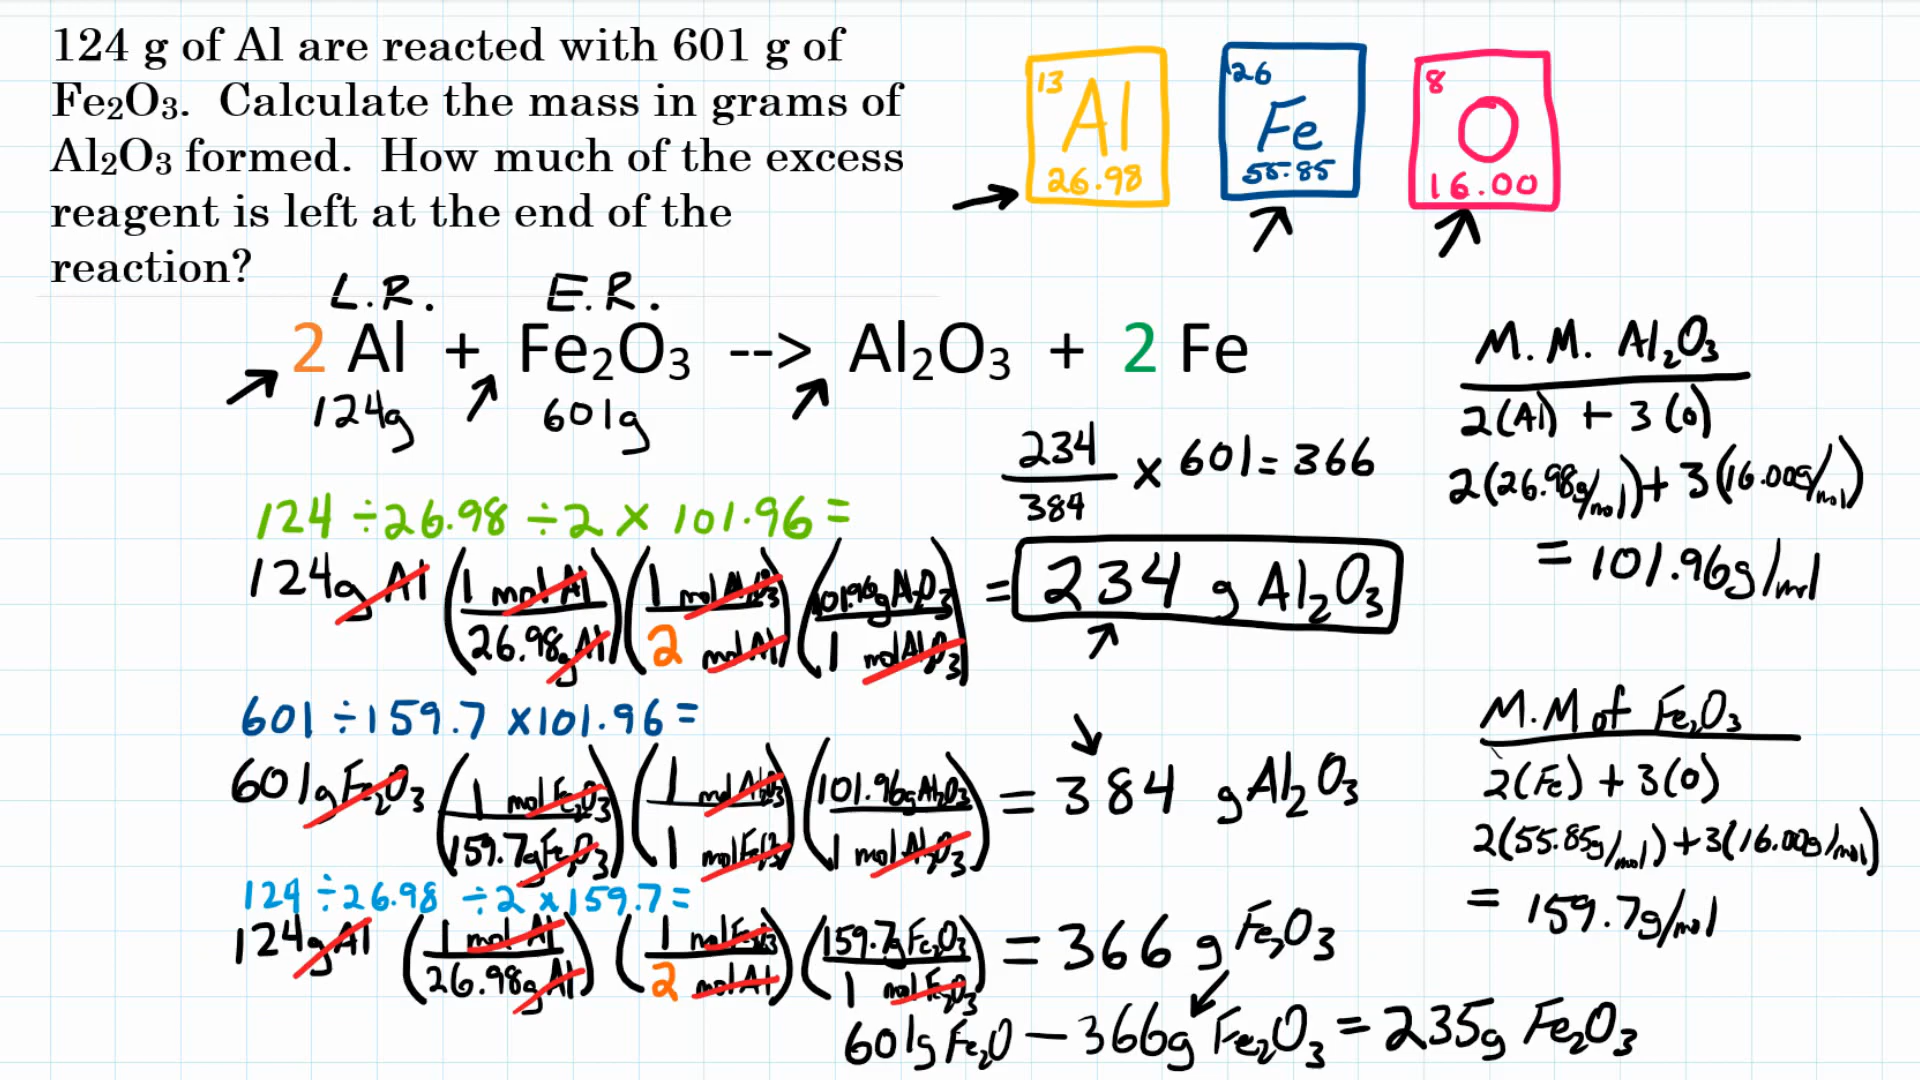 124 g of Al are reacted with 601 g of
Fe₂O₃. Calculate the mass in grams of
Al₂O₃ formed. How much of the excess
reagent is left at the end of the
reaction?
13
Al
26.98
26
Fe
55.85
8
O
16.00
L.R. E.R.
2 Al + Fe₂O₃ --> Al₂O₃ + 2 Fe
124g 601g
234/384 × 601 = 366
124 ÷ 26.98 ÷ 2 × 101.96 =
124g Al (1 mol Al/26.98g Al)(1 mol Al₂O₃/2 mol Al)(101.96g Al₂O₃/1 mol Al₂O₃) = 234 g Al₂O₃
601 ÷ 159.7 × 101.96 =
601g Fe₂O₃ (1 mol Fe₂O₃/159.7g Fe₂O₃)(1 mol Al₂O₃/1 mol Fe₂O₃)(101.96g Al₂O₃/1 mol Al₂O₃) = 384 g Al₂O₃
124 ÷ 26.98 ÷ 2 × 159.7 =
124g Al (1 mol Al/26.98g Al)(1 mol Fe₂O₃/2 mol Al)(159.7g Fe₂O₃/1 mol Fe₂O₃) = 366 g Fe₂O₃
601g Fe₂O − 366g Fe₂O₃ = 235g Fe₂O₃
M.M. Al₂O₃
2(Al) + 3(O)
2(26.98g/mol) + 3(16.00g/mol)
= 101.96g/mol
M.M of Fe₂O₃
2(Fe) + 3(O)
2(55.85g/mol) + 3(16.00g/mol)
= 159.7g/mol